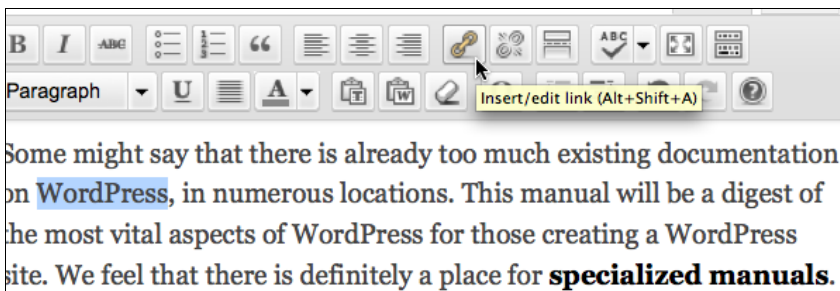 B I ABC ABC
Paragraph U A T W Insert/edit link (Alt+Shift+A)
Some might say that there is already too much existing documentation
on WordPress, in numerous locations. This manual will be a digest of
the most vital aspects of WordPress for those creating a WordPress
site. We feel that there is definitely a place for specialized manuals.